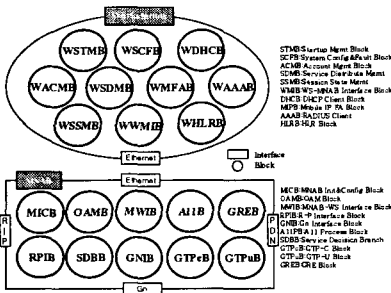 WSTMB WSCFB WDHCB
WACMB WSDMB WMFAB WAAAB
WSSMB WWMIB WHLRB
Ethernet
STMB:Startup Mgmt Block
SCFB:System Config&Fault Block
ACMB:Account Mgmt Block
SDMB:Service Distribute Mgmt
SSMB:Session State Mgmt
WMIB:WS-MNAB Interface Block
DHCB:DHCP Client Block
MIPB:Mobile IP FA Block
AAAB:RADIUS Client
HLRB:HLR Block
Interface
Block
Ethernet
RIP
MICB OAMB MWIB A11B GREB
RPIB SDBB GNIB GTPcB GTPuB
PDN
Gn
MICB:MNAB Init&Config Block
OAMB:OAM Block
MWIB:MNAB-WS Interface Block
RPIB:R-P Interface Block
GNIB:Gn Interface Block
A11PB:A11 Process Block
SDBB:Service Decision Branch
GTPcB:GTP-C Block
GTPuB:GTP-U Block
GREB:GRE Block